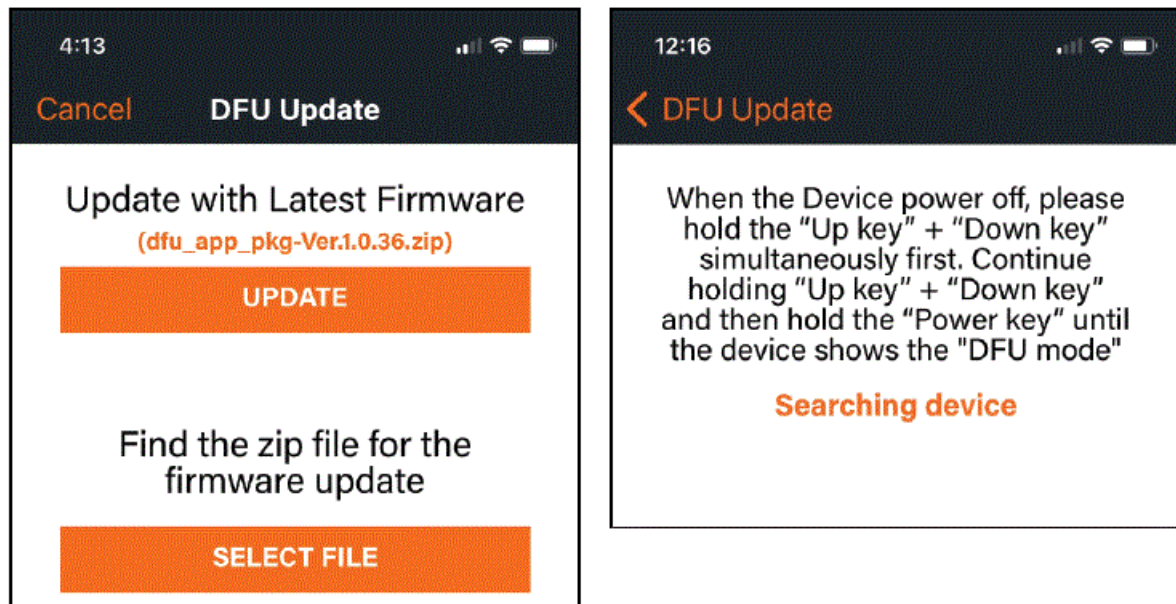 4:13
Cancel
DFU Update
Update with Latest Firmware
(dfu_app_pkg-Ver.1.0.36.zip)
UPDATE
Find the zip file for the
firmware update
SELECT FILE
12:16
DFU Update
When the Device power off, please
hold the “Up key” + “Down key”
simultaneously first. Continue
holding “Up key” + “Down key”
and then hold the “Power key” until
the device shows the "DFU mode"
Searching device